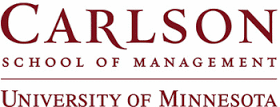 CARLSON
SCHOOL OF MANAGEMENT
UNIVERSITY OF MINNESOTA